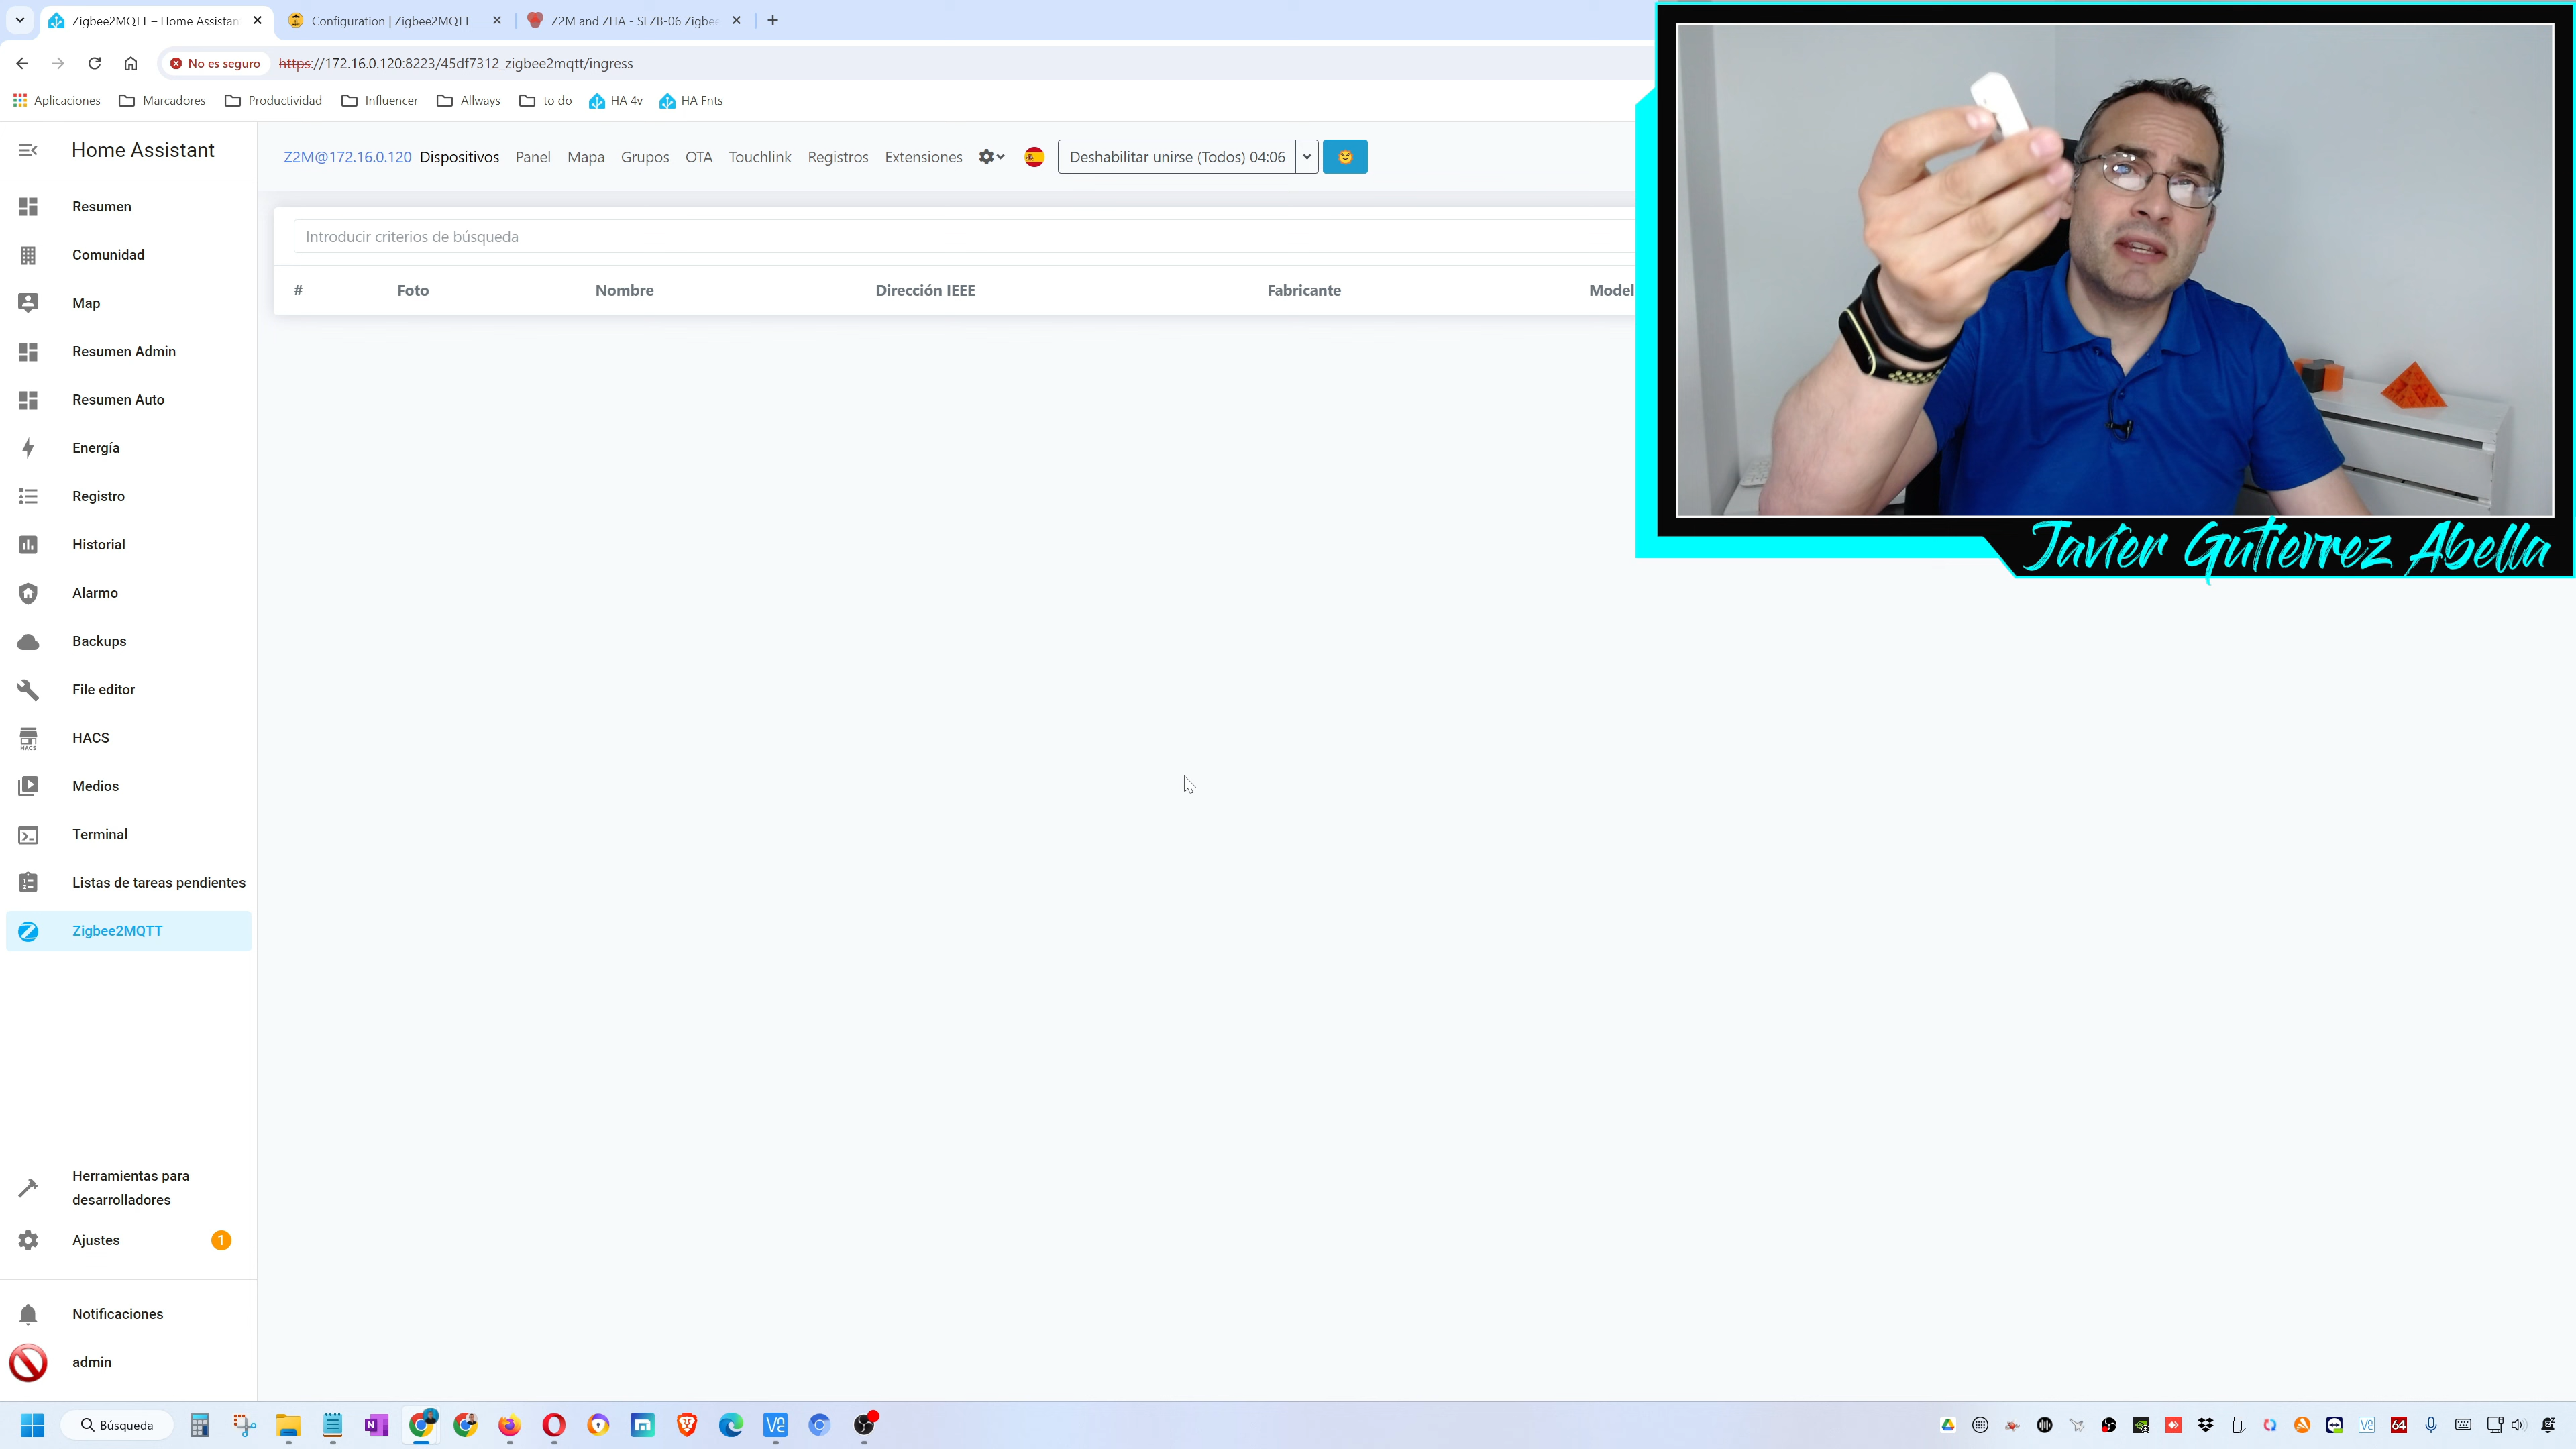 Zigbee2MQTT – Home Assistan
Configuration | Zigbee2MQTT
Z2M and ZHA - SLZB-06 Zigbe
No es seguro
https://172.16.0.120:8223/45df7312_zigbee2mqtt/ingress
Aplicaciones
Marcadores
Productividad
Influencer
Allways
to do
HA 4v
HA Fnts
Home Assistant
Z2M@172.16.0.120
Dispositivos
Panel
Mapa
Grupos
OTA
Touchlink
Registros
Extensiones
Deshabilitar unirse (Todos) 04:06
Introducir criterios de búsqueda
#
Foto
Nombre
Dirección IEEE
Fabricante
Model
Resumen
Comunidad
Map
Resumen Admin
Resumen Auto
Energía
Registro
Historial
Alarmo
Backups
File editor
HACS
HACS
Medios
Terminal
Listas de tareas pendientes
Zigbee2MQTT
Herramientas para
desarrolladores
Ajustes
1
Notificaciones
admin
Javier Gutierrez Abella
Búsqueda
64